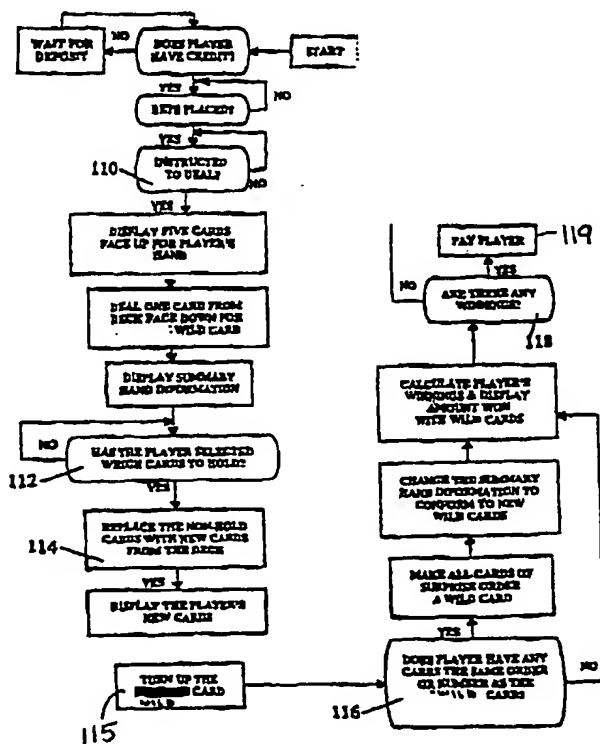 NO
WAIT FOR
DEPOSIT
DOES PLAYER
HAVE CREDIT?
START
YES
BETS PLACED?
NO
YES
110
INSTRUCTED
TO DEAL?
NO
YES
DISPLAY FIVE CARDS
FACE UP FOR PLAYER'S
HAND
DEAL ONE CARD FROM
DECK FACE DOWN FOR
WILD CARD
DISPLAY SUMMARY
HAND INFORMATION
NO
HAS THE PLAYER SELECTED
WHICH CARDS TO HOLD?
112
YES
REPLACE THE NON-HOLD
CARDS WITH NEW CARDS
FROM THE DECK
114
YES
DISPLAY THE PLAYER'S
NEW CARDS
TURN UP THE
CARD
WILD
115
PAY PLAYER
119
YES
NO
ARE THERE ANY
WINNINGS?
118
CALCULATE PLAYER'S
WINNINGS & DISPLAY
AMOUNT WON
WITH WILD CARDS
CHANGE THE SUMMARY
HAND INFORMATION TO
CONFORM TO NEW
WILD CARDS
MAKE ALL CARDS OF
SURPRISE ORDER
A WILD CARD
YES
DOES PLAYER HAVE ANY
CARDS THE SAME ORDER
OR NUMBER AS THE
WILD CARDS
NO
116